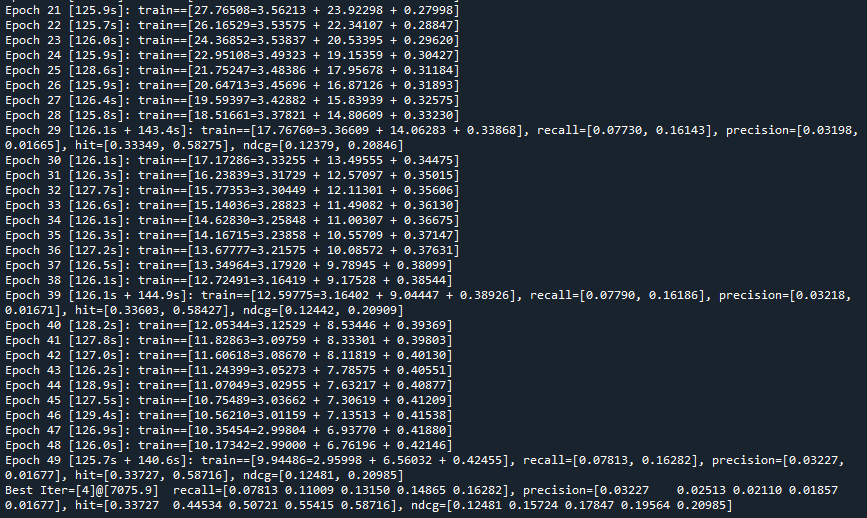 Epoch 21 [125.9s]: train==[27.76508=3.56213 + 23.92298 + 0.27998]
Epoch 22 [125.7s]: train==[26.16529=3.53575 + 22.34107 + 0.28847]
Epoch 23 [126.0s]: train==[24.36852=3.53837 + 20.53395 + 0.29620]
Epoch 24 [125.9s]: train==[22.95108=3.49323 + 19.15359 + 0.30427]
Epoch 25 [128.6s]: train==[21.75247=3.48386 + 17.95678 + 0.31184]
Epoch 26 [125.9s]: train==[20.64713=3.45696 + 16.87126 + 0.31893]
Epoch 27 [126.4s]: train==[19.59397=3.42882 + 15.83939 + 0.32575]
Epoch 28 [125.8s]: train==[18.51661=3.37821 + 14.80609 + 0.33230]
Epoch 29 [126.1s + 143.4s]: train==[17.76760=3.36609 + 14.06283 + 0.33868], recall=[0.07730, 0.16143], precision=[0.03198,
0.01665], hit=[0.33349, 0.58275], ndcg=[0.12379, 0.20846]
Epoch 30 [126.1s]: train==[17.17286=3.33255 + 13.49555 + 0.34475]
Epoch 31 [126.3s]: train==[16.23839=3.31729 + 12.57097 + 0.35015]
Epoch 32 [127.7s]: train==[15.77353=3.30449 + 12.11301 + 0.35606]
Epoch 33 [126.6s]: train==[15.14036=3.28823 + 11.49082 + 0.36130]
Epoch 34 [126.1s]: train==[14.62830=3.25848 + 11.00307 + 0.36675]
Epoch 35 [126.3s]: train==[14.16715=3.23858 + 10.55709 + 0.37147]
Epoch 36 [127.2s]: train==[13.67777=3.21575 + 10.08572 + 0.37631]
Epoch 37 [126.5s]: train==[13.34964=3.17920 + 9.78945 + 0.38099]
Epoch 38 [126.1s]: train==[12.72491=3.16419 + 9.17528 + 0.38544]
Epoch 39 [126.1s + 144.9s]: train==[12.59775=3.16402 + 9.04447 + 0.38926], recall=[0.07790, 0.16186], precision=[0.03218,
0.01671], hit=[0.33603, 0.58427], ndcg=[0.12442, 0.20909]
Epoch 40 [128.2s]: train==[12.05344=3.12529 + 8.53446 + 0.39369]
Epoch 41 [127.8s]: train==[11.82863=3.09759 + 8.33301 + 0.39803]
Epoch 42 [127.0s]: train==[11.60618=3.08670 + 8.11819 + 0.40130]
Epoch 43 [126.2s]: train==[11.24399=3.05273 + 7.78575 + 0.40551]
Epoch 44 [128.9s]: train==[11.07049=3.02955 + 7.63217 + 0.40877]
Epoch 45 [127.5s]: train==[10.75489=3.03662 + 7.30619 + 0.41209]
Epoch 46 [129.4s]: train==[10.56210=3.01159 + 7.13513 + 0.41538]
Epoch 47 [126.9s]: train==[10.35454=2.99804 + 6.93770 + 0.41880]
Epoch 48 [126.0s]: train==[10.17342=2.99000 + 6.76196 + 0.42146]
Epoch 49 [125.7s + 140.6s]: train==[9.94486=2.95998 + 6.56032 + 0.42455], recall=[0.07813, 0.16282], precision=[0.03227,
0.01677], hit=[0.33727, 0.58716], ndcg=[0.12481, 0.20985]
Best Iter=[4]@[7075.9]  recall=[0.07813 0.11009 0.13150 0.14865 0.16282], precision=[0.03227    0.02513 0.02110 0.01857
0.01677], hit=[0.33727  0.44534 0.50721 0.55415 0.58716], ndcg=[0.12481 0.15724 0.17847 0.19564 0.20985]